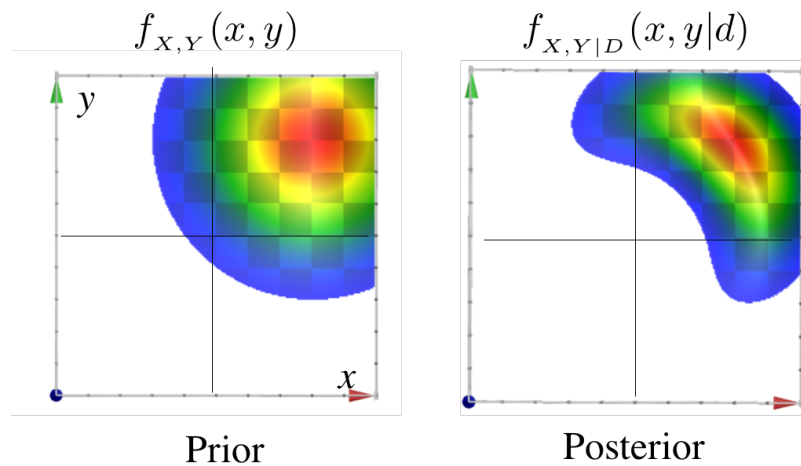 f_{X,Y}(x, y)
f_{X,Y|D}(x, y|d)
y
x
Prior
Posterior